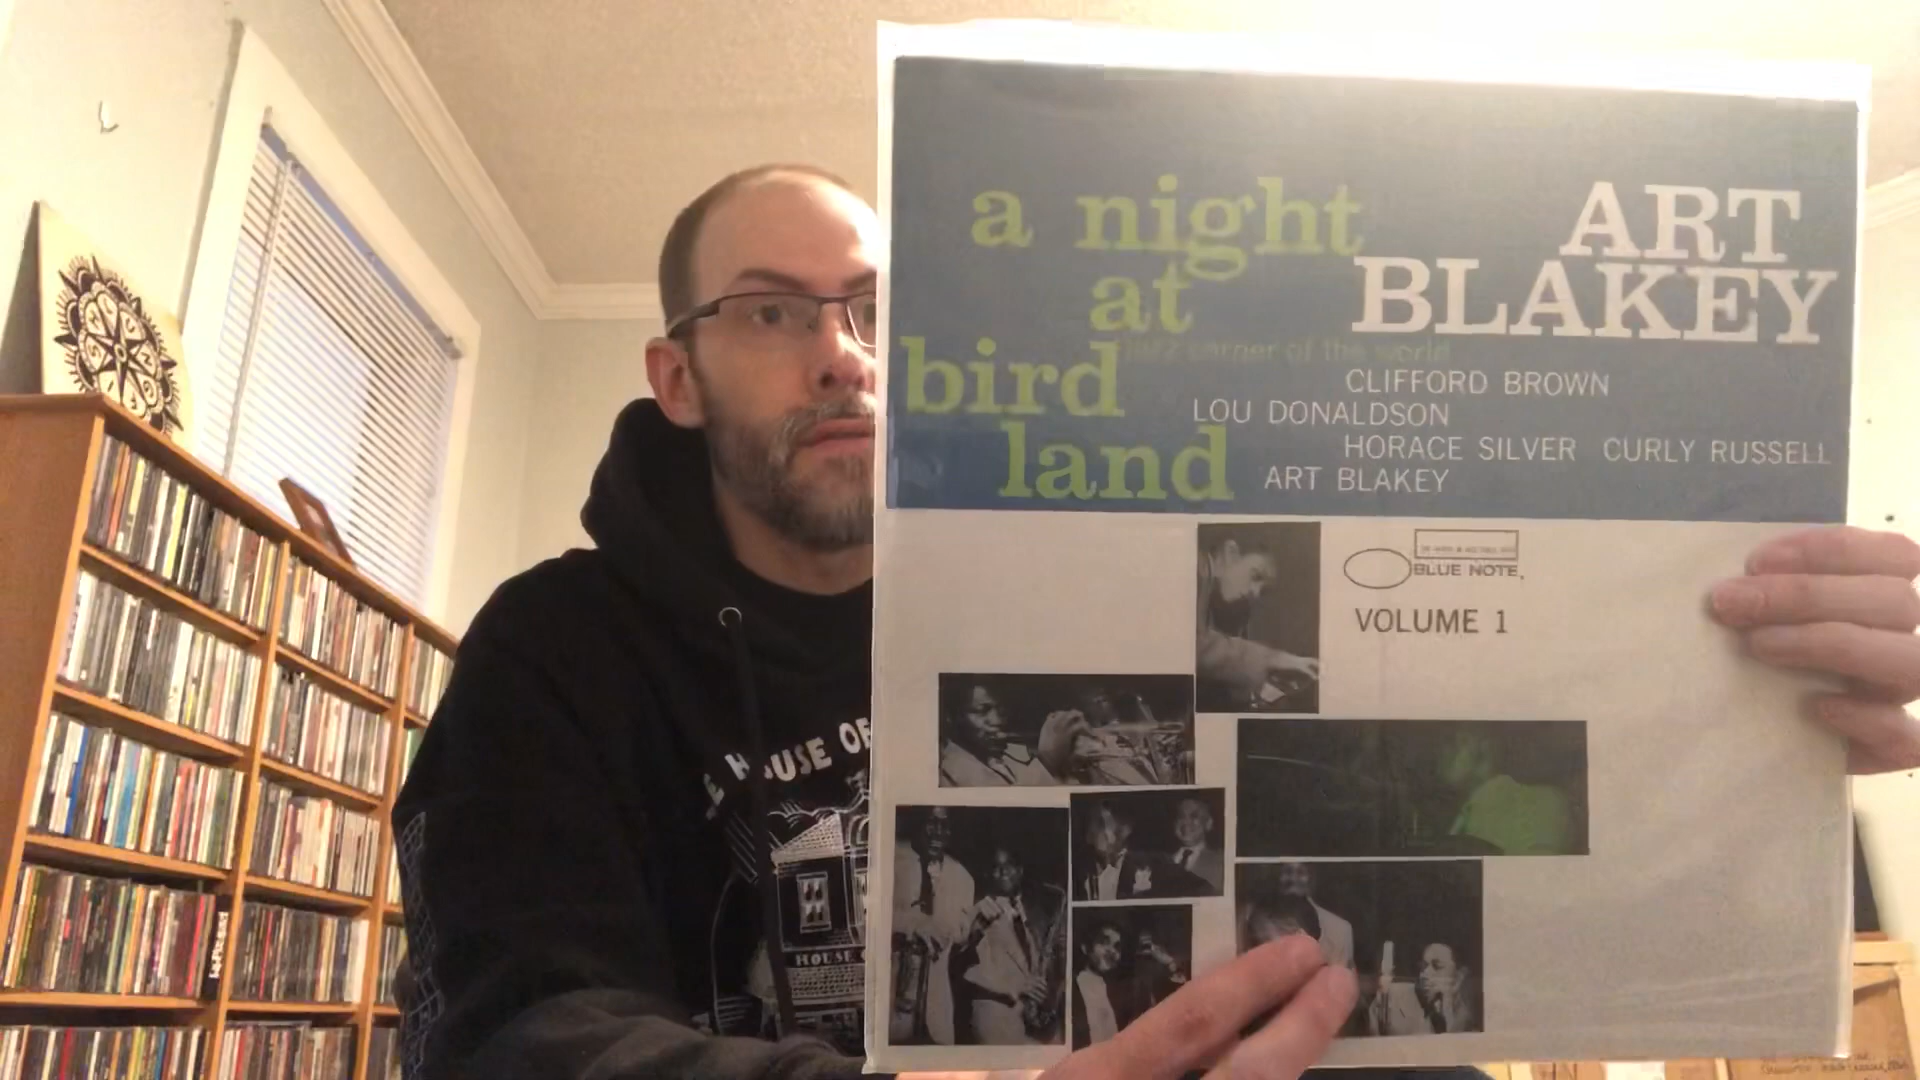 a night
at
bird
land
ART
BLAKEY
jazz corner of the world
CLIFFORD BROWN
LOU DONALDSON
HORACE SILVER CURLY RUSSELL
ART BLAKEY
BLUE NOTE
VOLUME 1
HOUSE OF
HOUSE